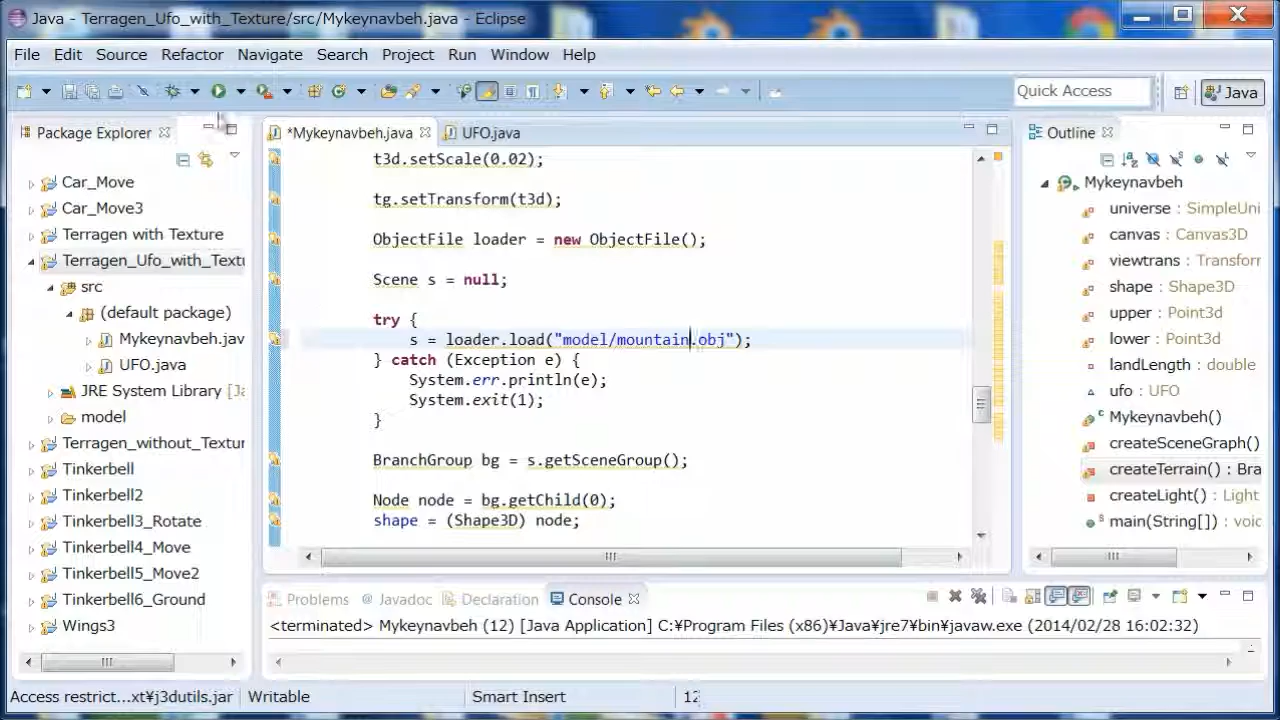 Java - Terragen_Ufo_with_Texture/src/Mykeynavbeh.java - Eclipse
File Edit Source Refactor Navigate Search Project Run Window Help
Quick Access
Java
Package Explorer
Car_Move
Car_Move3
Terragen with Texture
Terragen_Ufo_with_Textu
src
(default package)
Mykeynavbeh.jav
UFO.java
JRE System Library [Ja
model
Terragen_without_Textur
Tinkerbell
Tinkerbell2
Tinkerbell3_Rotate
Tinkerbell4_Move
Tinkerbell5_Move2
Tinkerbell6_Ground
Wings3
*Mykeynavbeh.java UFO.java
t3d.setScale(0.02);
tg.setTransform(t3d);
ObjectFile loader = new ObjectFile();
Scene s = null;
try {
s = loader.load("model/mountain.obj");
} catch (Exception e) {
System.err.println(e);
System.exit(1);
}
BranchGroup bg = s.getSceneGroup();
Node node = bg.getChild(0);
shape = (Shape3D) node;
Outline
Mykeynavbeh
universe : SimpleUni
canvas : Canvas3D
viewtrans : Transfor
shape : Shape3D
upper : Point3d
lower : Point3d
landLength : double
ufo : UFO
Mykeynavbeh()
createSceneGraph()
createTerrain() : Bra
createLight() : Light
main(String[]) : void
Problems Javadoc Declaration Console
<terminated> Mykeynavbeh (12) [Java Application] C:¥Program Files (x86)¥Java¥jre7¥bin¥javaw.exe (2014/02/28 16:02:32)
Access restrict...xt¥j3dutils.jar Writable Smart Insert 12